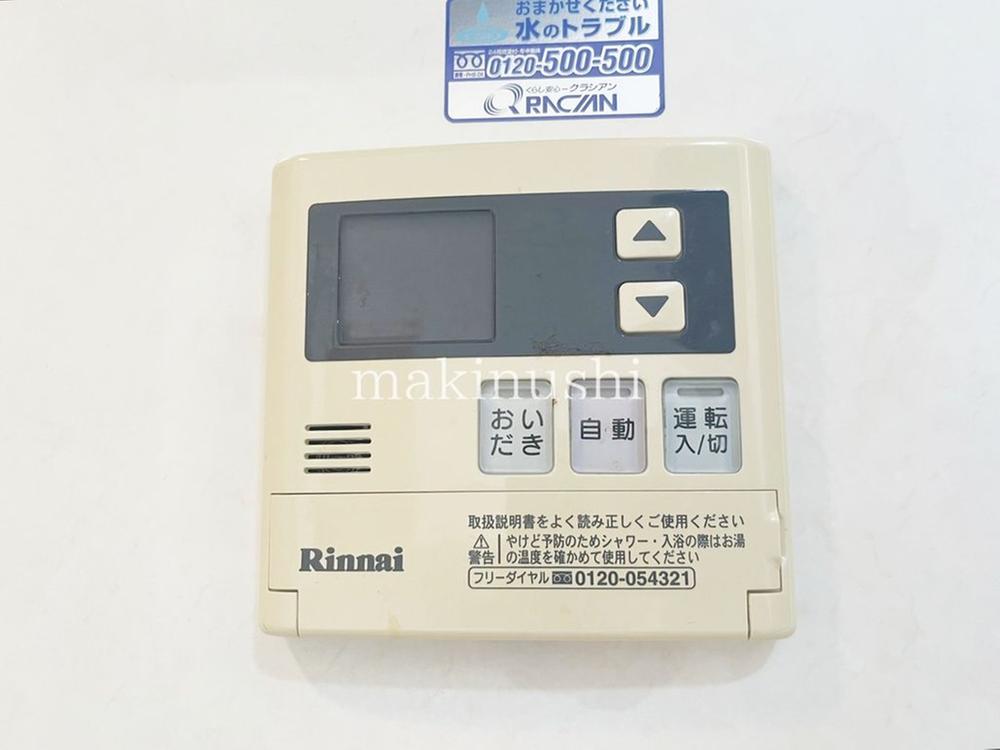 おまかせください
水のトラブル
0120-500-500
くらし安心-クラシアン
QRACIAN
makinushi
おい
だき
自動
運転
入/切
取扱説明書をよく読み正しくご使用ください
警告
やけど予防のためシャワー・入浴の際はお湯
の温度を確かめて使用してください
Rinnai
フリーダイヤル 0120-054321